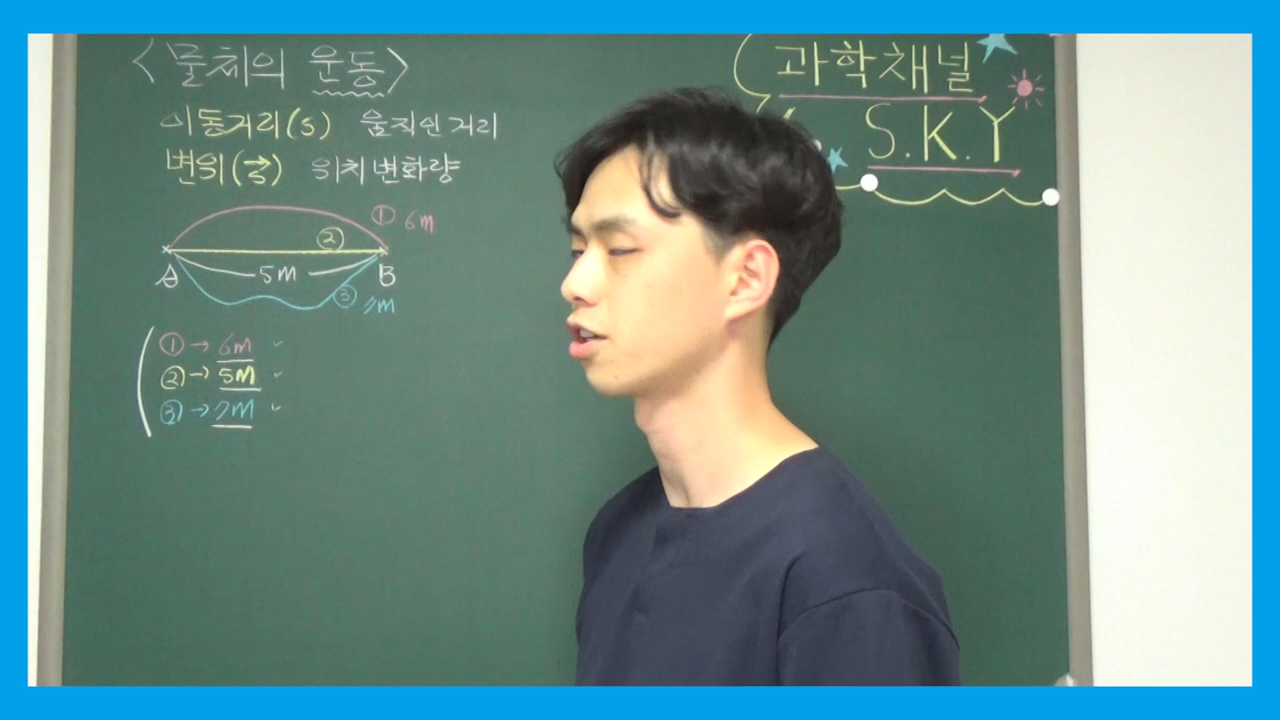 <물체의 운동>
이동거리(s) 움직인 거리
변위(s→) 위치변화량
① 6m
②
A 5m B
③ 7m
① → 6m
② → 5m
③ → 7m
과학채널
S.K.Y